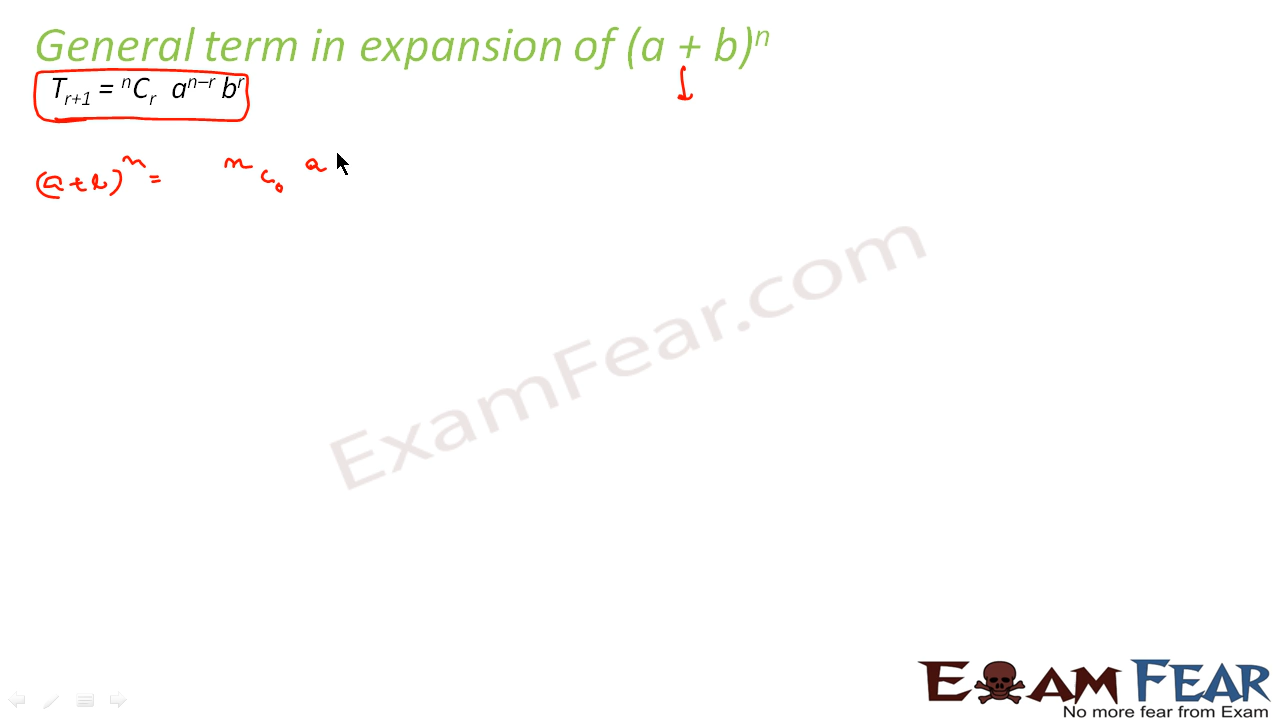 General term in expansion of (a + b)ⁿ
Tᵣ₊₁ = ⁿCᵣ aⁿ⁻ʳ bʳ
(a+b)ⁿ = ⁿC₀ a
ExamFear.com
EXAM FEAR
No more fear from Exam